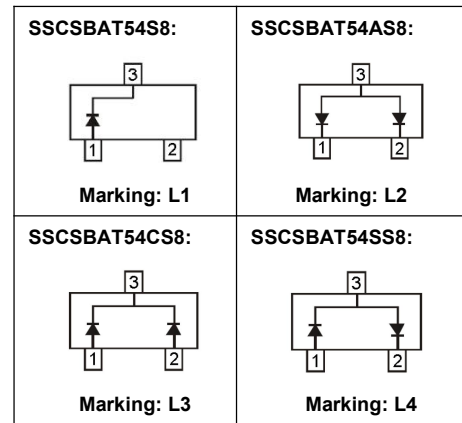 SSCSBAT54S8:
3
1 2
Marking: L1
SSCSBAT54AS8:
3
1 2
Marking: L2
SSCSBAT54CS8:
3
1 2
Marking: L3
SSCSBAT54SS8:
3
1 2
Marking: L4